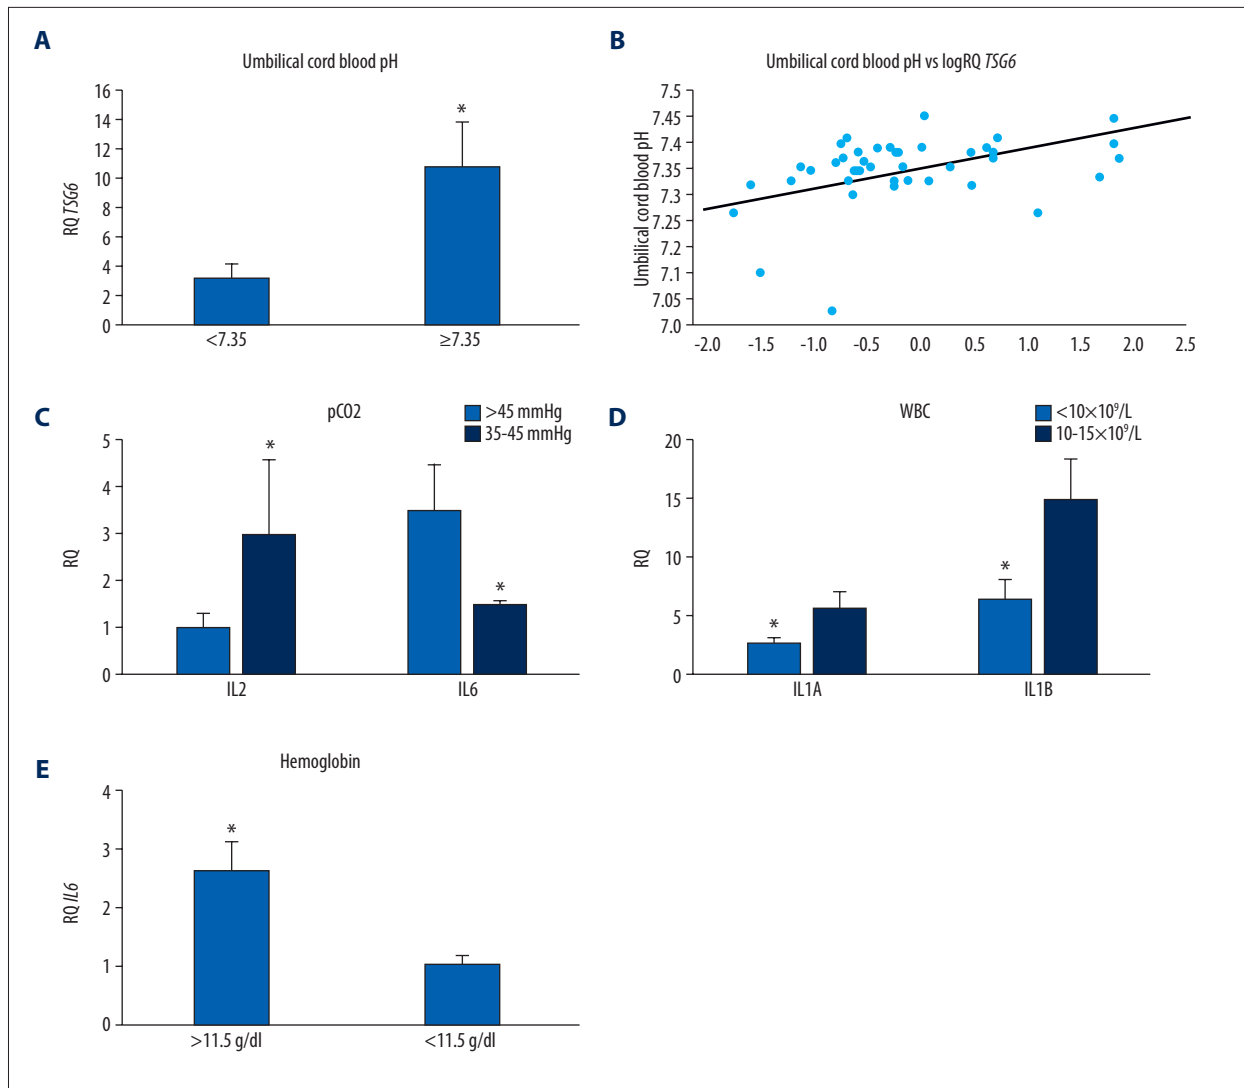 A
Umbilical cord blood pH
RQ TSG6
16
14
12
10
8
6
4
2
0
*
<7.35
≥7.35
B
Umbilical cord blood pH vs logRQ TSG6
Umbilical cord blood pH
7.5
7.45
7.4
7.35
7.3
7.25
7.2
7.1
7.05
7.0
-2.0
-1.5
-1.0
-0.5
0.0
0.5
1.0
1.5
2.0
2.5
C
pCO2
>45 mmHg
35-45 mmHg
RQ
5
4
3
2
1
0
*
*
IL2
IL6
D
WBC
<10×10⁹/L
10-15×10⁹/L
RQ
20
15
10
5
0
*
*
IL1A
IL1B
E
Hemoglobin
RQ IL6
4
3
2
1
0
*
>11.5 g/dl
<11.5 g/dl